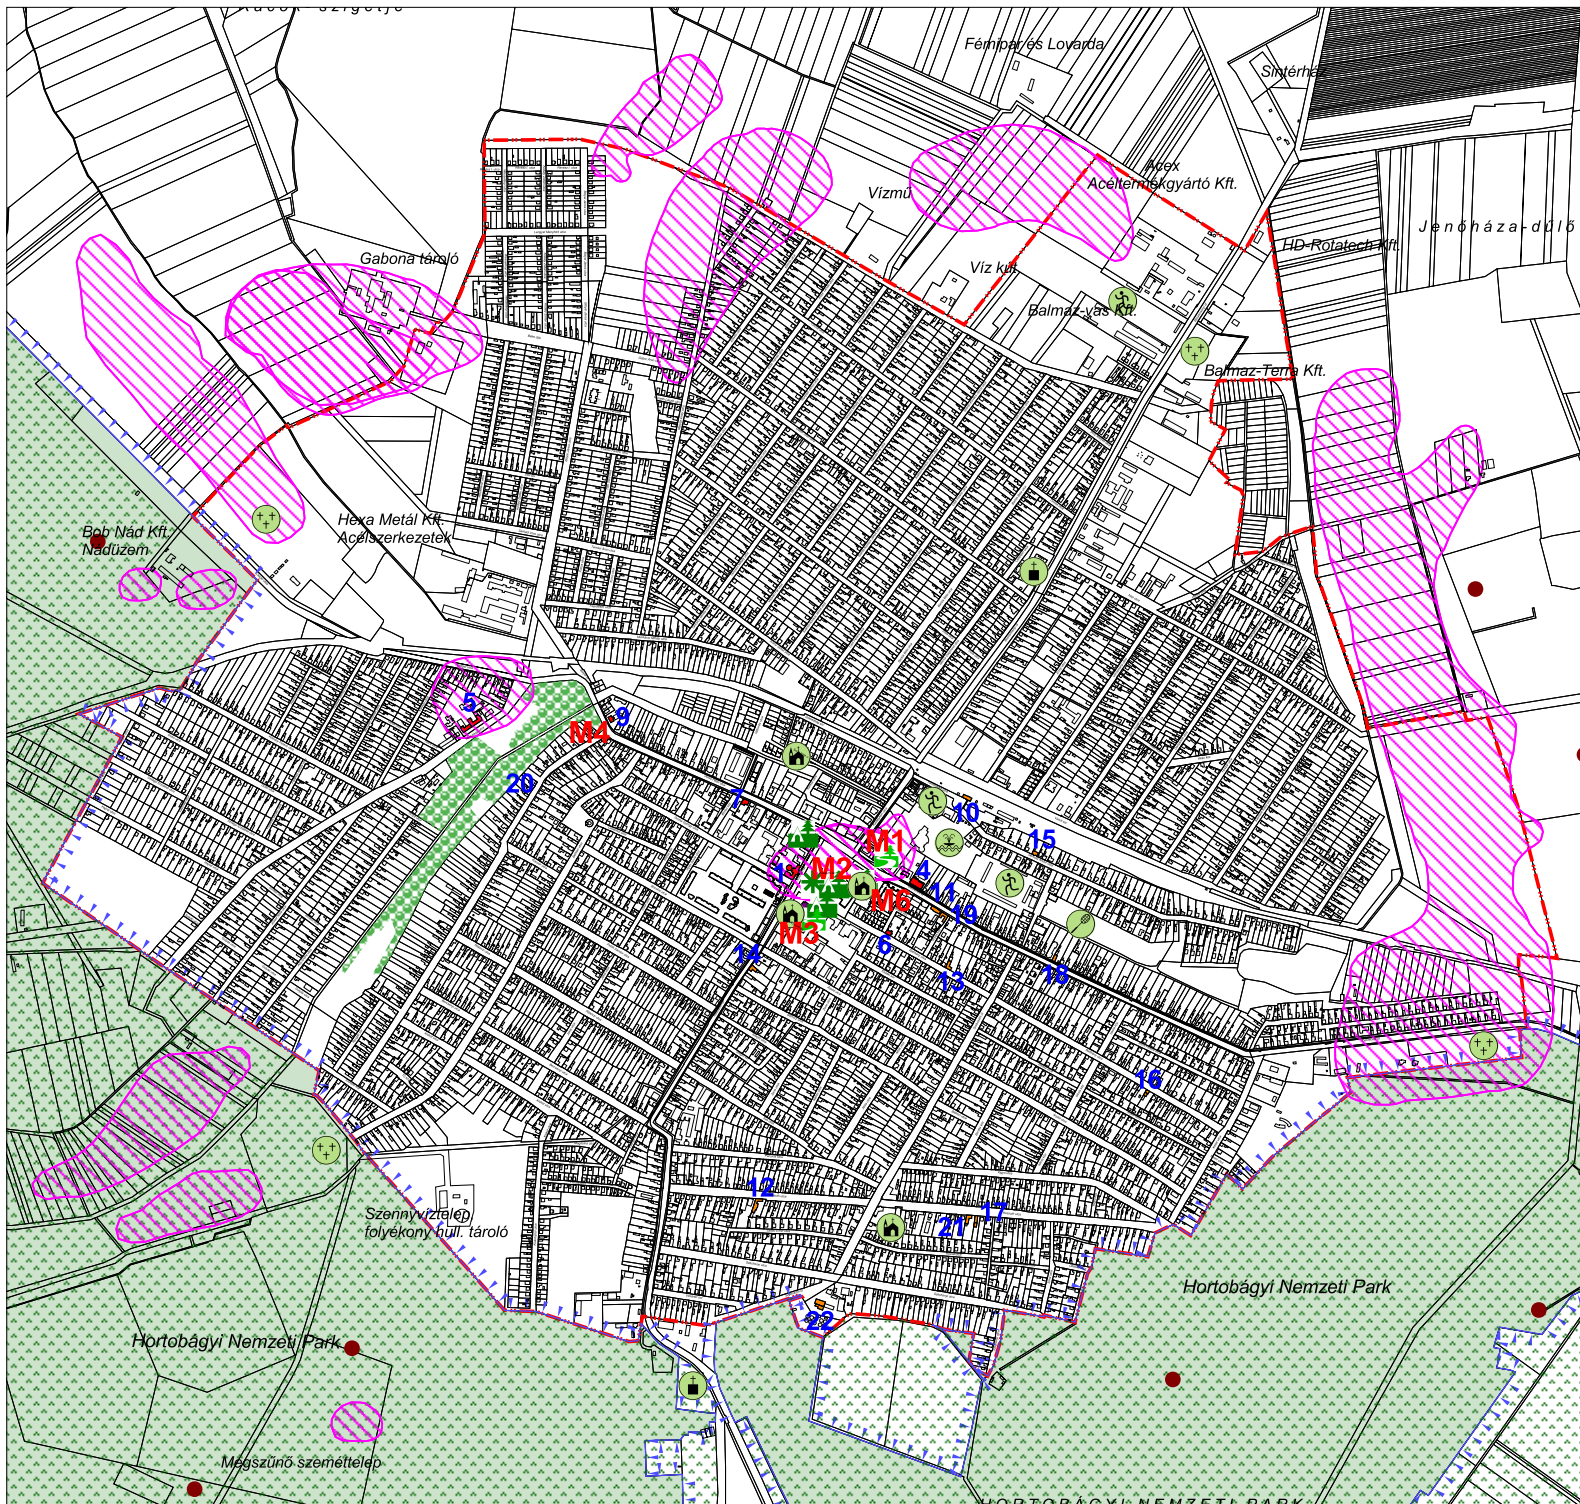 Fémipar és Lovarda
Sintérház
Acex
Acéltermékgyártó Kft.
Vízmű
Jenőháza-dűlő
HD-Rotatech Kft.
Gabona tároló
Víz kút
Balmaz-vas Kft.
Balmaz-Terra Kft.
Hexa Metál Kft.
Acélszerkezetek
Bob Nád Kft.
Nádüzem
5
9
M4
20
7
10
15
M1
M2
1
4
11
M6
19
M3
6
14
13
18
16
12
17
21
Szennyvíztelep
folyékony hull. tároló
22
Hortobágyi Nemzeti Park
Hortobágyi Nemzeti Park
Megszűnő szeméttelep
HORTOBÁGYI NEMZETI PARK